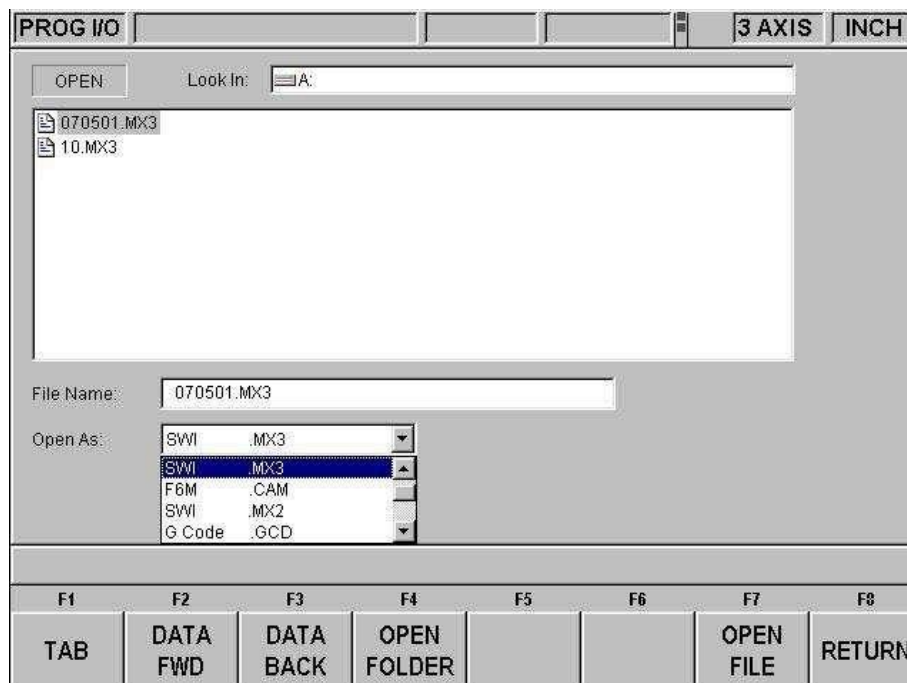 PROG I/O 3 AXIS INCH
OPEN Look In: A:
070501.MX3
10.MX3
File Name: 070501.MX3
Open As: SWI .MX3
SWI .MX3
F6M .CAM
SWI .MX2
G Code .GCD
F1 F2 F3 F4 F5 F6 F7 F8
TAB DATA FWD DATA BACK OPEN FOLDER OPEN FILE RETURN